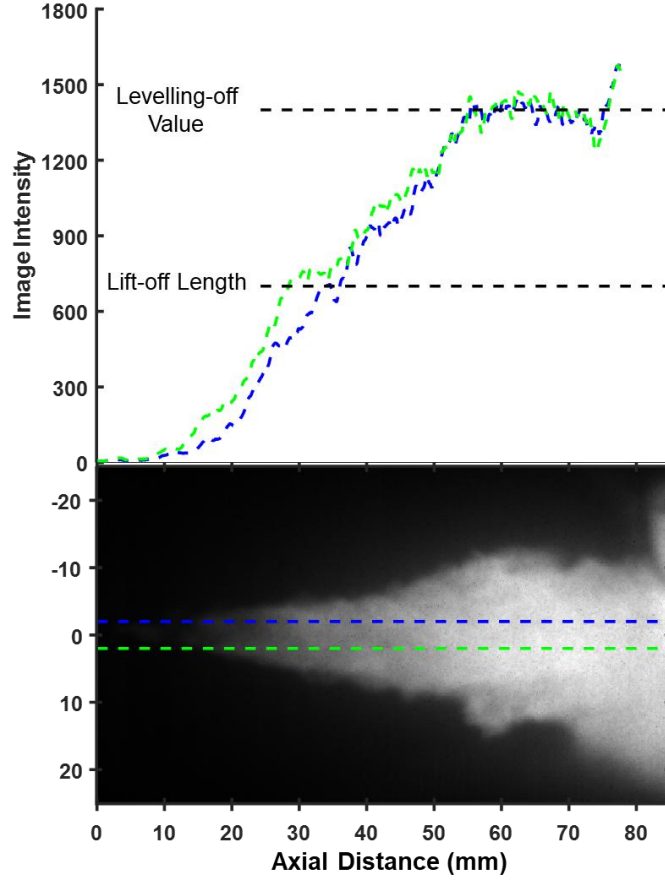 1800
1500
1200
900
600
300
0
Image Intensity
Levelling-off
Value
Lift-off Length
-20
-10
0
10
20
0 10 20 30 40 50 60 70 80
Axial Distance (mm)